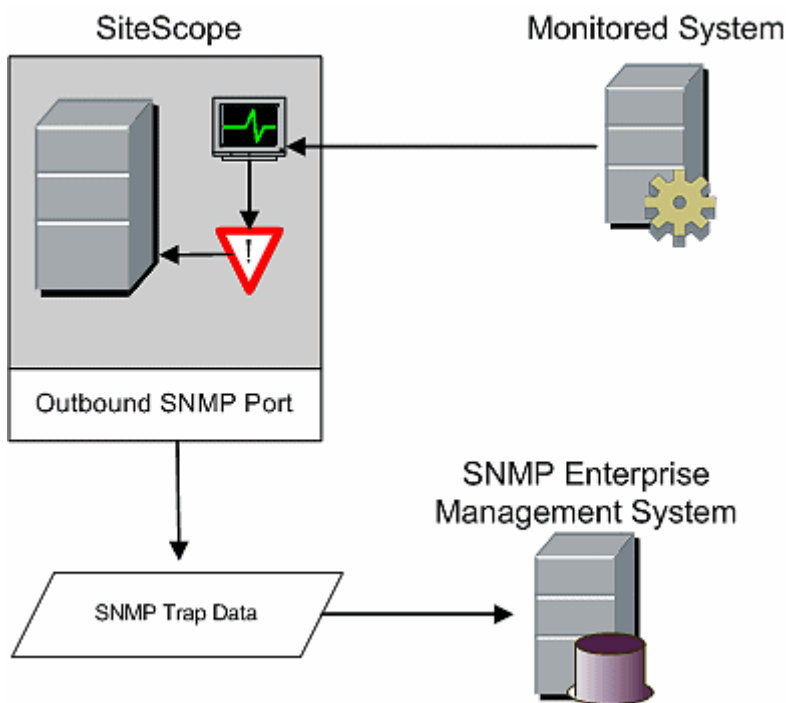 SiteScope
Monitored System
!
Outbound SNMP Port
SNMP Enterprise
Management System
SNMP Trap Data